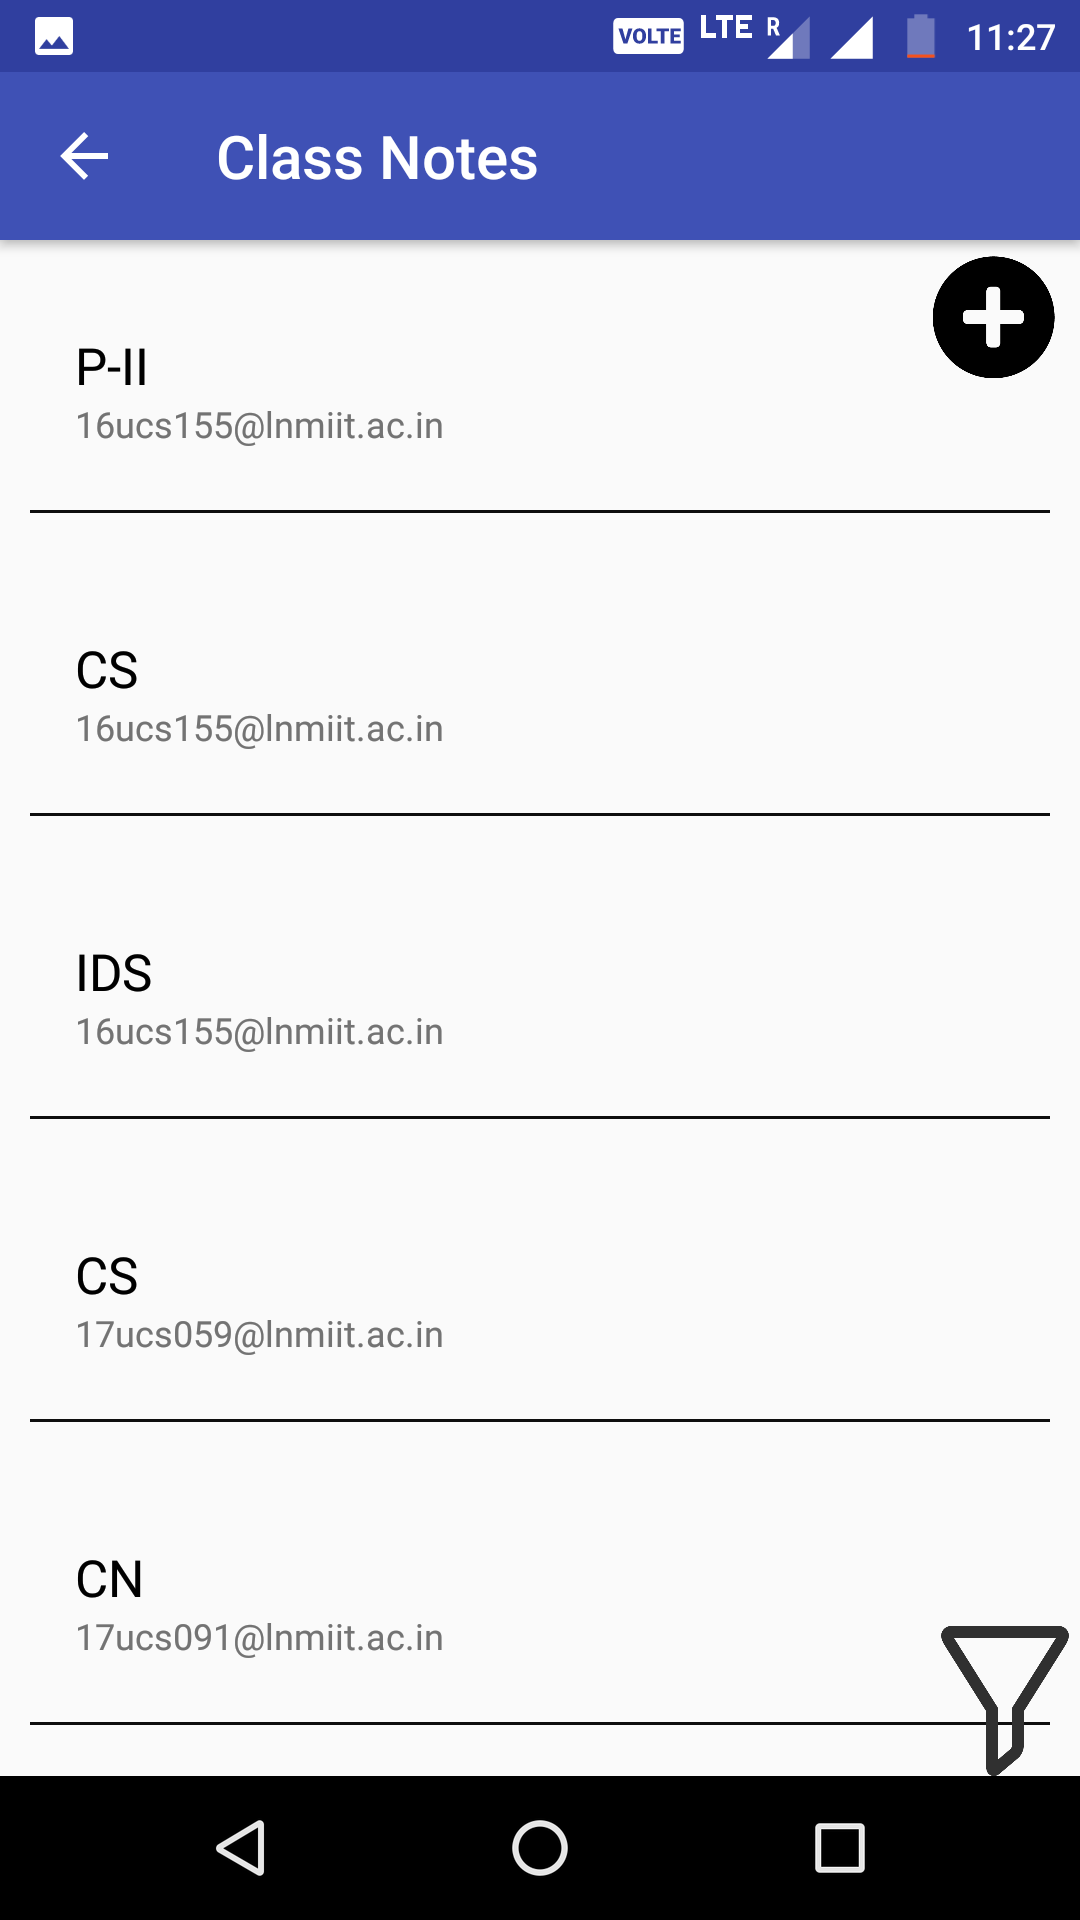 VOLTE LTE R 11:27
Class Notes
P-II
16ucs155@lnmiit.ac.in
CS
16ucs155@lnmiit.ac.in
IDS
16ucs155@lnmiit.ac.in
CS
17ucs059@lnmiit.ac.in
CN
17ucs091@lnmiit.ac.in